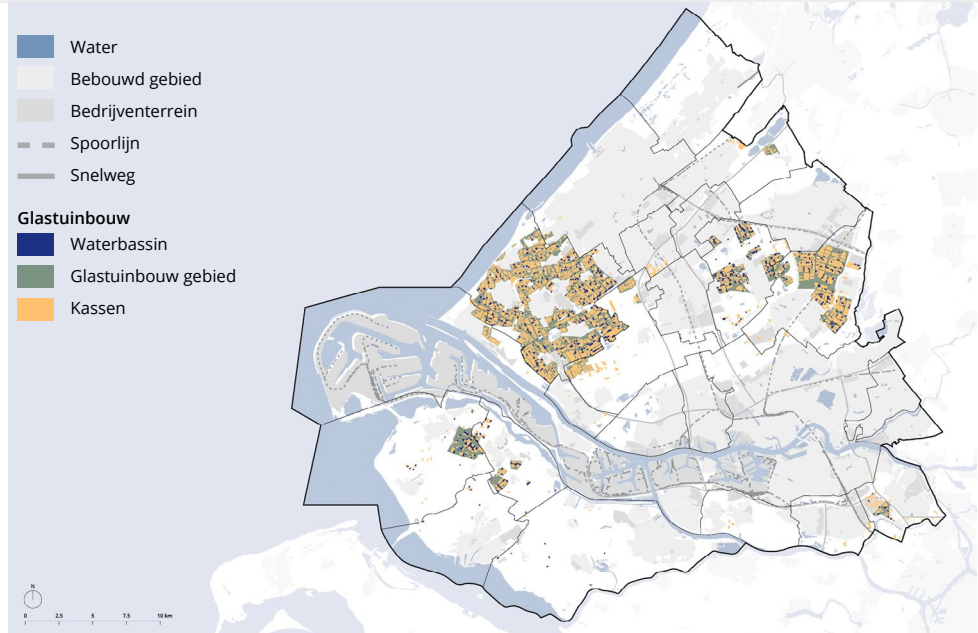 Water
Bebouwd gebied
Bedrijventerrein
Spoorlijn
Snelweg
Glastuinbouw
Waterbassin
Glastuinbouw gebied
Kassen
N
0 2.5 5 7.5 10 km